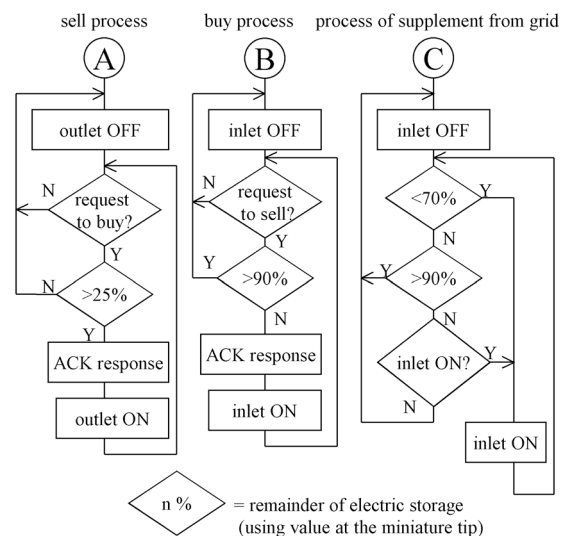 sell process
buy process
process of supplement from grid
A
B
C
outlet OFF
inlet OFF
inlet OFF
N
request
to buy?
Y
N
>25%
Y
ACK response
outlet ON
N
request
to sell?
Y
Y
>90%
N
ACK response
inlet ON
<70%
Y
N
Y
>90%
N
inlet ON?
Y
N
inlet ON
n %
= remainder of electric storage
(using value at the miniature tip)